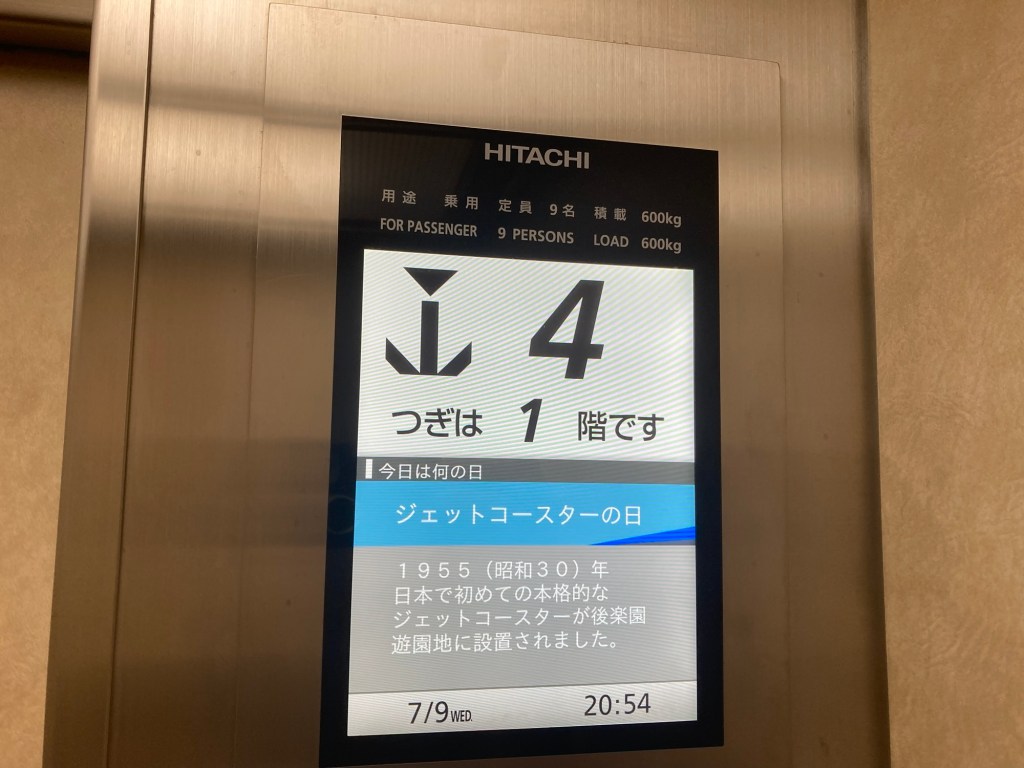 HITACHI
用途 乗用 定員 9名 積載 600kg
FOR PASSENGER 9 PERSONS LOAD 600kg
4
つぎは 1 階です
今日は何の日
ジェットコースターの日
１９５５（昭和３０）年
日本で初めての本格的な
ジェットコースターが後楽園
遊園地に設置されました。
7/9 WED. 20:54